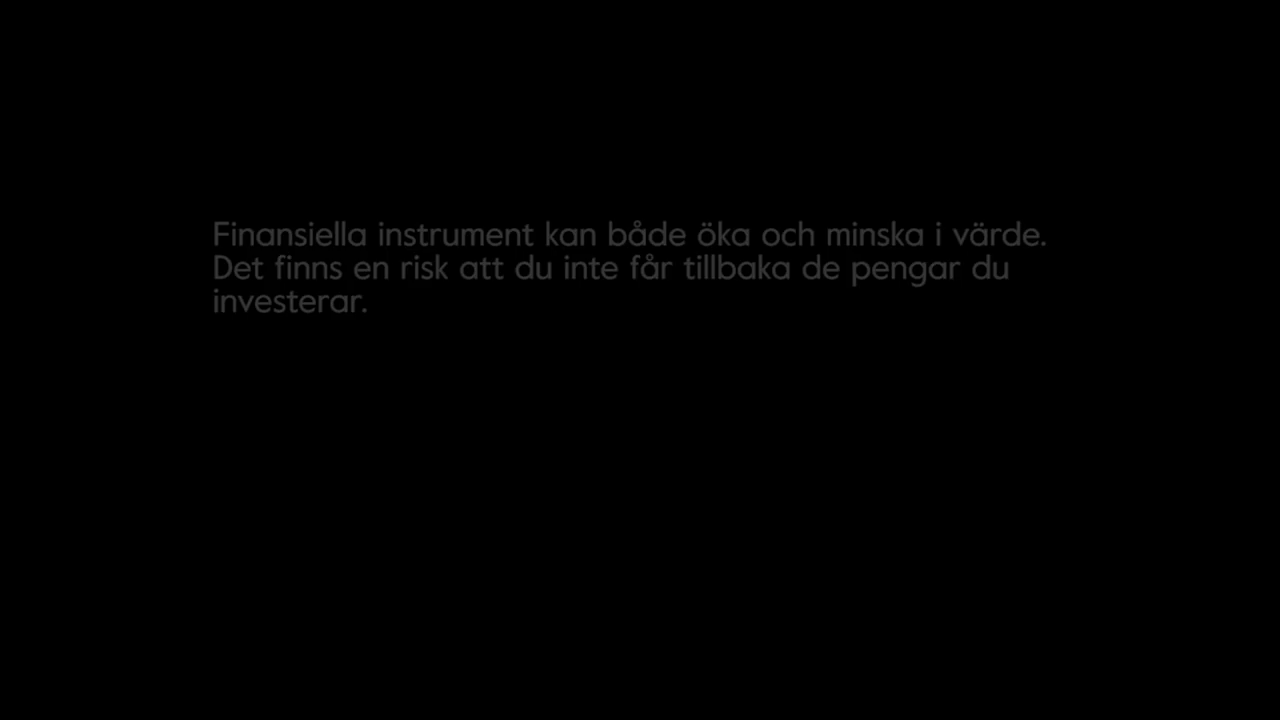 Finansiella instrument kan både öka och minska i värde.
Det finns en risk att du inte får tillbaka de pengar du
investerar.